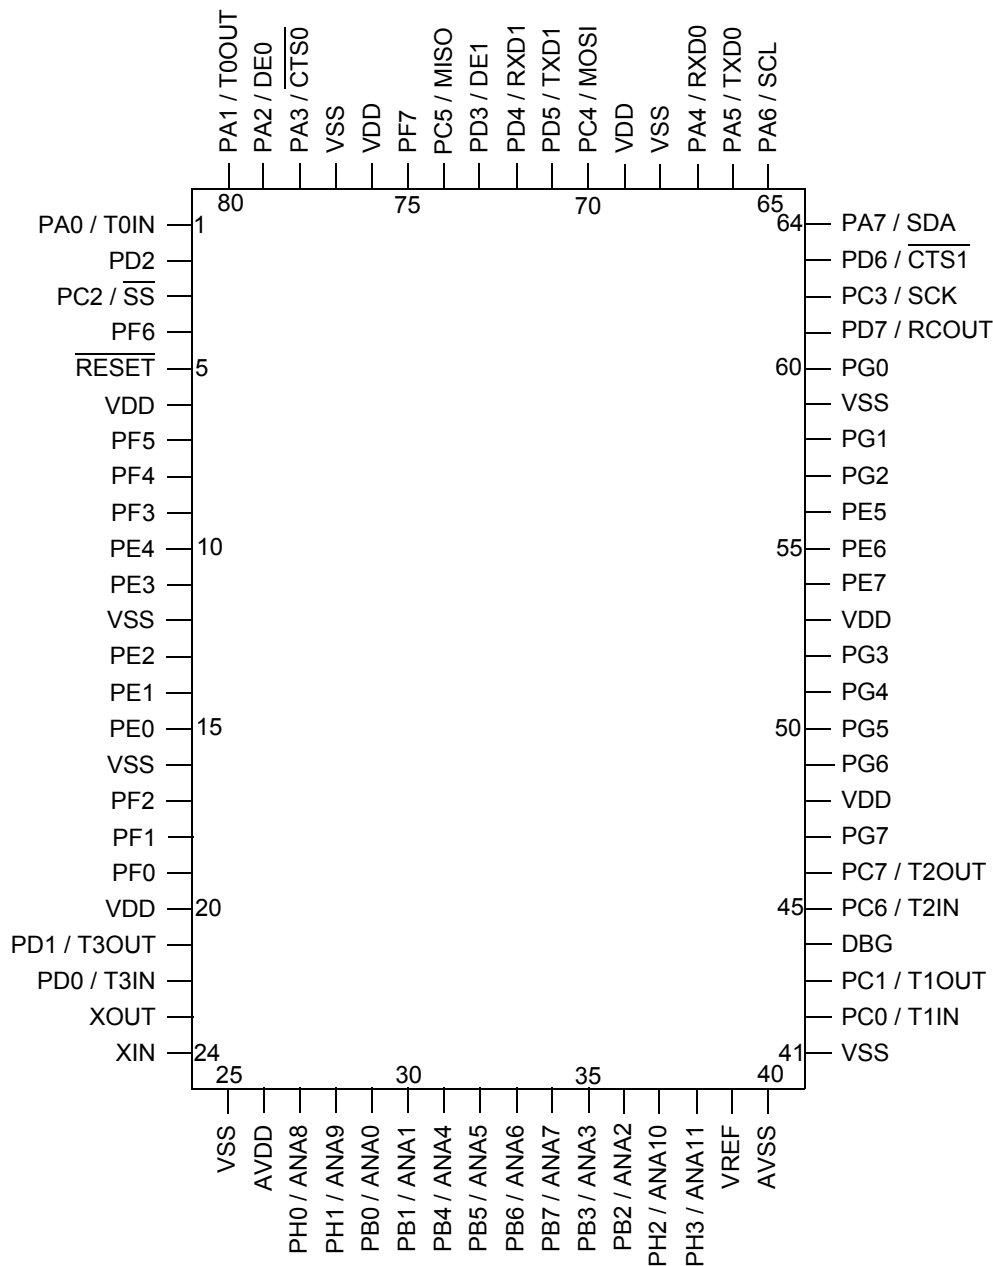 PA1 / T0OUT
PA2 / DE0
PA3 / CTS0
VSS
VDD
PF7
PC5 / MISO
PD3 / DE1
PD4 / RXD1
PD5 / TXD1
PC4 / MOSI
VDD
VSS
PA4 / RXD0
PA5 / TXD0
PA6 / SCL
80 75 70 65
PA0 / T0IN 1 64 PA7 / SDA
PD2 PD6 / CTS1
PC2 / SS PC3 / SCK
PF6 PD7 / RCOUT
RESET 5 60 PG0
VDD VSS
PF5 PG1
PF4 PG2
PF3 PE5
PE4 10 55 PE6
PE3 PE7
VSS VDD
PE2 PG3
PE1 PG4
PE0 15 50 PG5
VSS PG6
PF2 VDD
PF1 PG7
PF0 PC7 / T2OUT
VDD 20 45 PC6 / T2IN
PD1 / T3OUT DBG
PD0 / T3IN PC1 / T1OUT
XOUT PC0 / T1IN
XIN 24 41 VSS
25 30 35 40
VSS
AVDD
PH0 / ANA8
PH1 / ANA9
PB0 / ANA0
PB1 / ANA1
PB4 / ANA4
PB5 / ANA5
PB6 / ANA6
PB7 / ANA7
PB3 / ANA3
PB2 / ANA2
PH2 / ANA10
PH3 / ANA11
VREF
AVSS